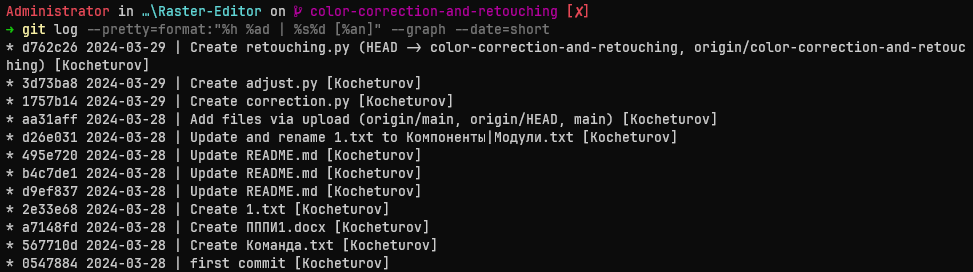 Administrator in …\Raster-Editor on color-correction-and-retouching [✗]
→ git log --pretty=format:"%h %ad | %s%d [%an]" --graph --date=short
* d762c26 2024-03-29 | Create retouching.py (HEAD -> color-correction-and-retouching, origin/color-correction-and-retouc
hing) [Kocheturov]
* 3d73ba8 2024-03-29 | Create adjust.py [Kocheturov]
* 1757b14 2024-03-29 | Create correction.py [Kocheturov]
* aa31aff 2024-03-28 | Add files via upload (origin/main, origin/HEAD, main) [Kocheturov]
* d26e031 2024-03-28 | Update and rename 1.txt to Компоненты|Модули.txt [Kocheturov]
* 495e720 2024-03-28 | Update README.md [Kocheturov]
* b4c7de1 2024-03-28 | Update README.md [Kocheturov]
* d9ef837 2024-03-28 | Update README.md [Kocheturov]
* 2e33e68 2024-03-28 | Create 1.txt [Kocheturov]
* a7148fd 2024-03-28 | Create ПППИ1.docx [Kocheturov]
* 567710d 2024-03-28 | Create Команда.txt [Kocheturov]
* 0547884 2024-03-28 | first commit [Kocheturov]